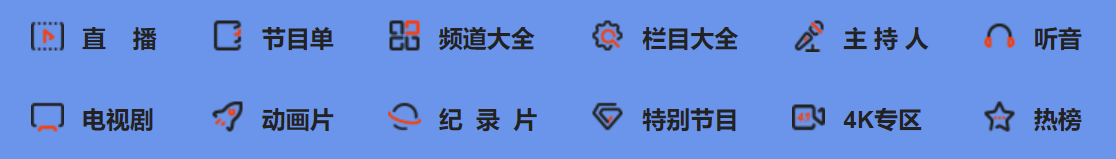 直 播 节目单 频道大全 栏目大全 主持人 听音
电视剧 动画片 纪录片 特别节目 4K专区 热榜